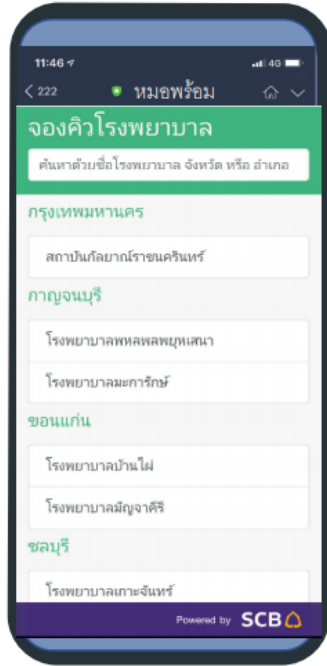 11:46
4G
222
หมอพร้อม
จองคิวโรงพยาบาล
ค้นหาด้วยชื่อโรงพยาบาล จังหวัด หรือ อำเภอ
กรุงเทพมหานคร
สถาบันกัลยาณ์ราชนครินทร์
กาญจนบุรี
โรงพยาบาลพหลพลพยุหเสนา
โรงพยาบาลมะการักษ์
ขอนแก่น
โรงพยาบาลบ้านไผ่
โรงพยาบาลมัญจาคีรี
ชลบุรี
โรงพยาบาลเกาะจันทร์
Powered by SCB